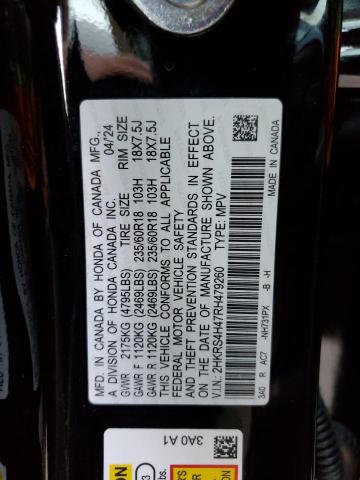 MFD. IN CANADA BY HONDA OF CANADA MFG.,
A DIVISION OF HONDA CANADA INC. 04/24
GVWR 2175KG (4795LBS) TIRE SIZE RIM SIZE
GAWR F 1120KG (2469LBS) 235/60R18 103H 18X7.5J
GAWR R 1120KG (2469LBS) 235/60R18 103H 18X7.5J
THIS VEHICLE CONFORMS TO ALL APPLICABLE
FEDERAL MOTOR VEHICLE SAFETY
AND THEFT PREVENTION STANDARDS IN EFFECT
ON THE DATE OF MANUFACTURE SHOWN ABOVE.
V.I.N.: 2HKRS4H47RH479260 TYPE: MPV
3A0 R AC7 -NH731PX -B -H
MADE IN CANADA
3A0 A1